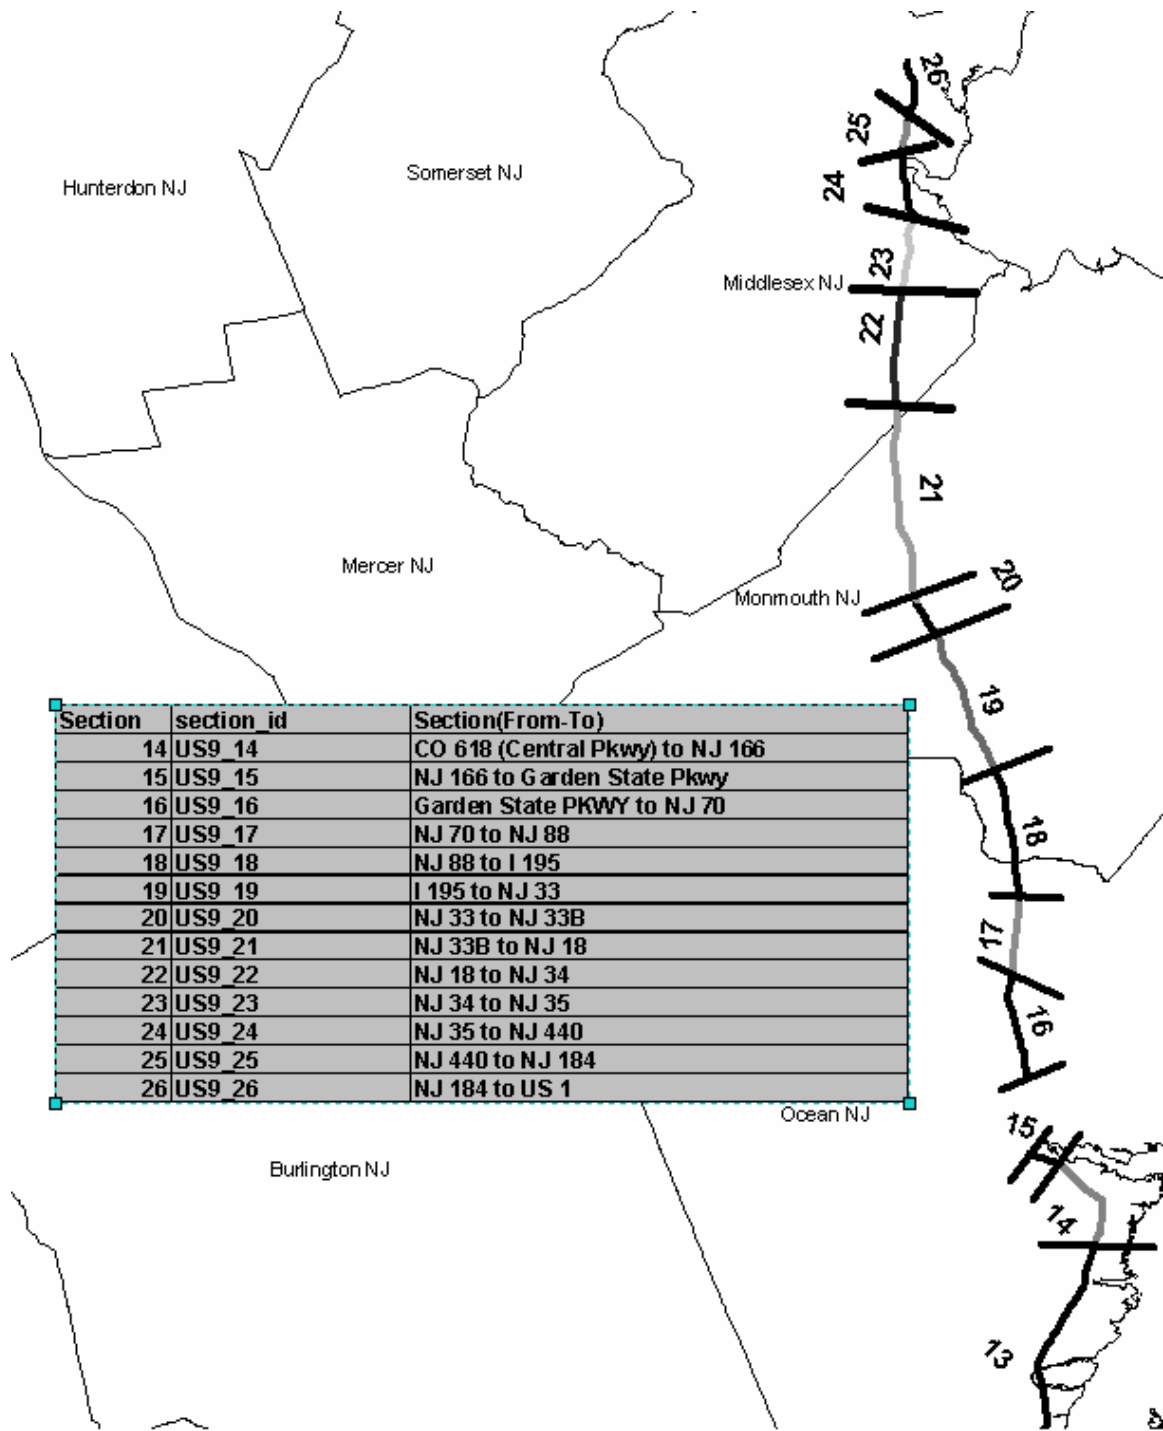 26
25
Somerset NJ
Hunterdon NJ
24
23
Middlesex NJ
22
21
Mercer NJ
20
Monmouth NJ
19
Section section_id Section(From-To)
14 US9_14 CO 618 (Central Pkwy) to NJ 166
15 US9_15 NJ 166 to Garden State Pkwy
16 US9_16 Garden State PKWY to NJ 70
17 US9_17 NJ 70 to NJ 88
18 US9_18 NJ 88 to I 195
19 US9_19 I 195 to NJ 33
20 US9_20 NJ 33 to NJ 33B
21 US9_21 NJ 33B to NJ 18
22 US9_22 NJ 18 to NJ 34
23 US9_23 NJ 34 to NJ 35
24 US9_24 NJ 35 to NJ 440
25 US9_25 NJ 440 to NJ 184
26 US9_26 NJ 184 to US 1
18
17
16
Ocean NJ
15
Burlington NJ
14
13